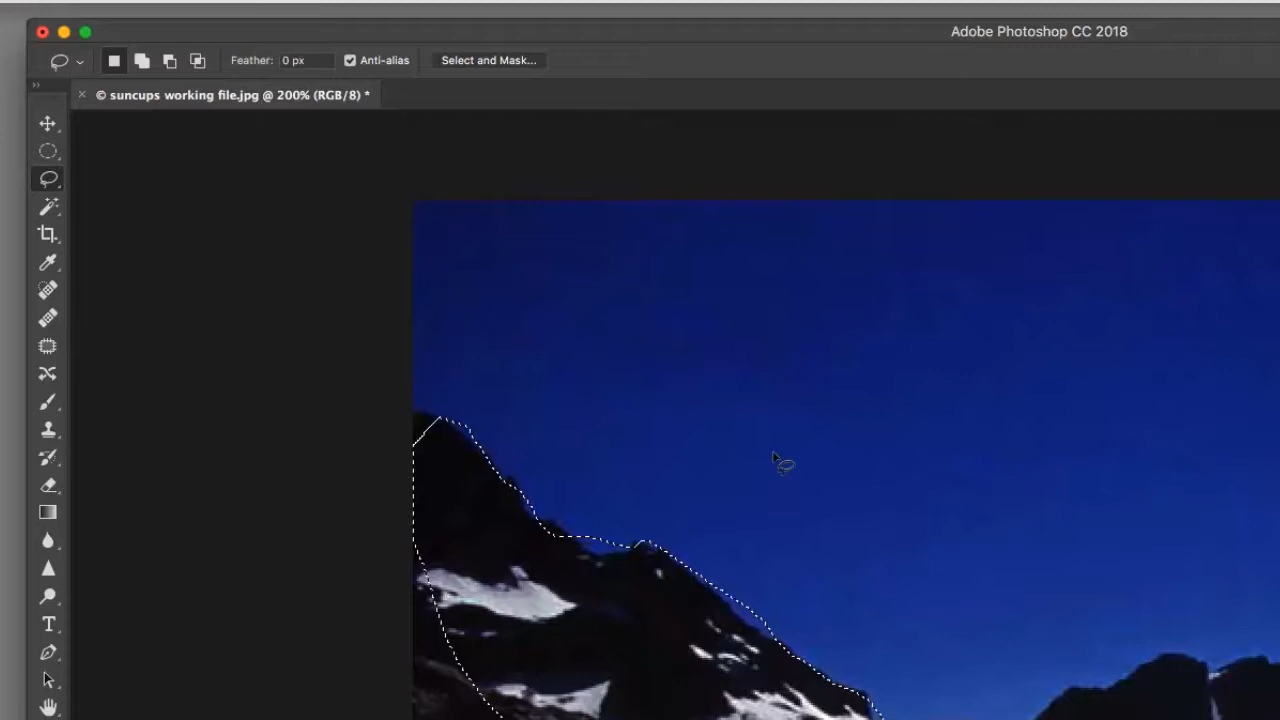 Adobe Photoshop CC 2018
Feather: 0 px Anti-alias Select and Mask...
© suncups working file.jpg @ 200% (RGB/8) *